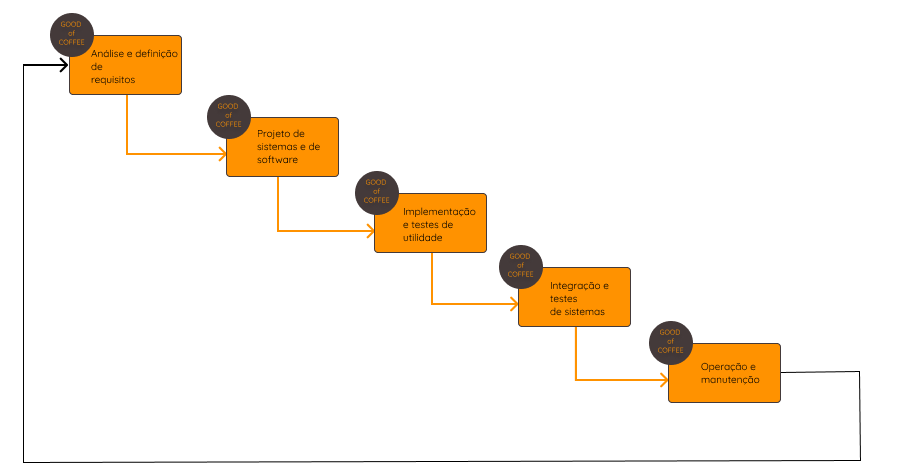 GOOD
of
COFFEE
Análise e definição
de
requisitos
GOOD
of
COFFEE
Projeto de
sistemas e de
software
GOOD
of
COFFEE
Implementação
e testes de
utilidade
GOOD
of
COFFEE
Integração e
testes
de sistemas
GOOD
of
COFFEE
Operação e
manutenção